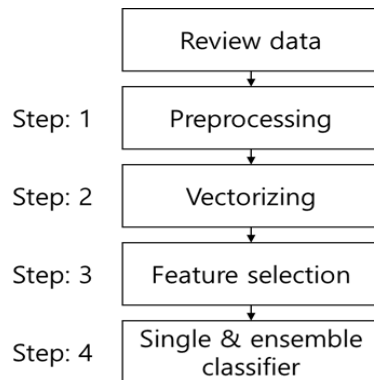 Review data
Step: 1
Preprocessing
Step: 2
Vectorizing
Step: 3
Feature selection
Step: 4
Single & ensemble
classifier